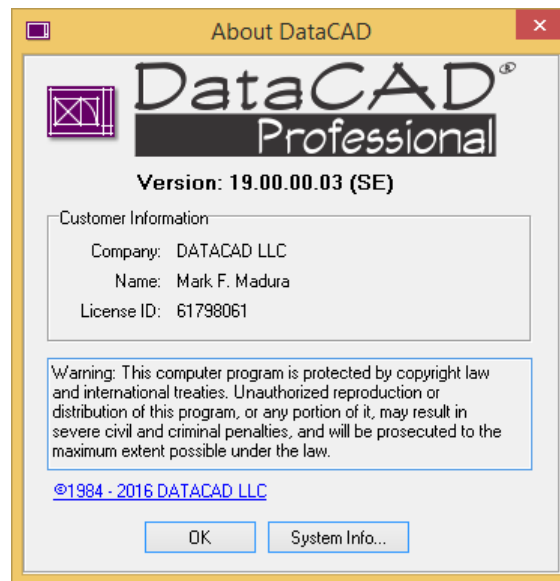 About DataCAD
DataCAD®
Professional
Version: 19.00.00.03 (SE)
Customer Information
Company: DATACAD LLC
Name: Mark F. Madura
License ID: 61798061
Warning: This computer program is protected by copyright law
and international treaties. Unauthorized reproduction or
distribution of this program, or any portion of it, may result in
severe civil and criminal penalties, and will be prosecuted to the
maximum extent possible under the law.
©1984 - 2016 DATACAD LLC
OK System Info...